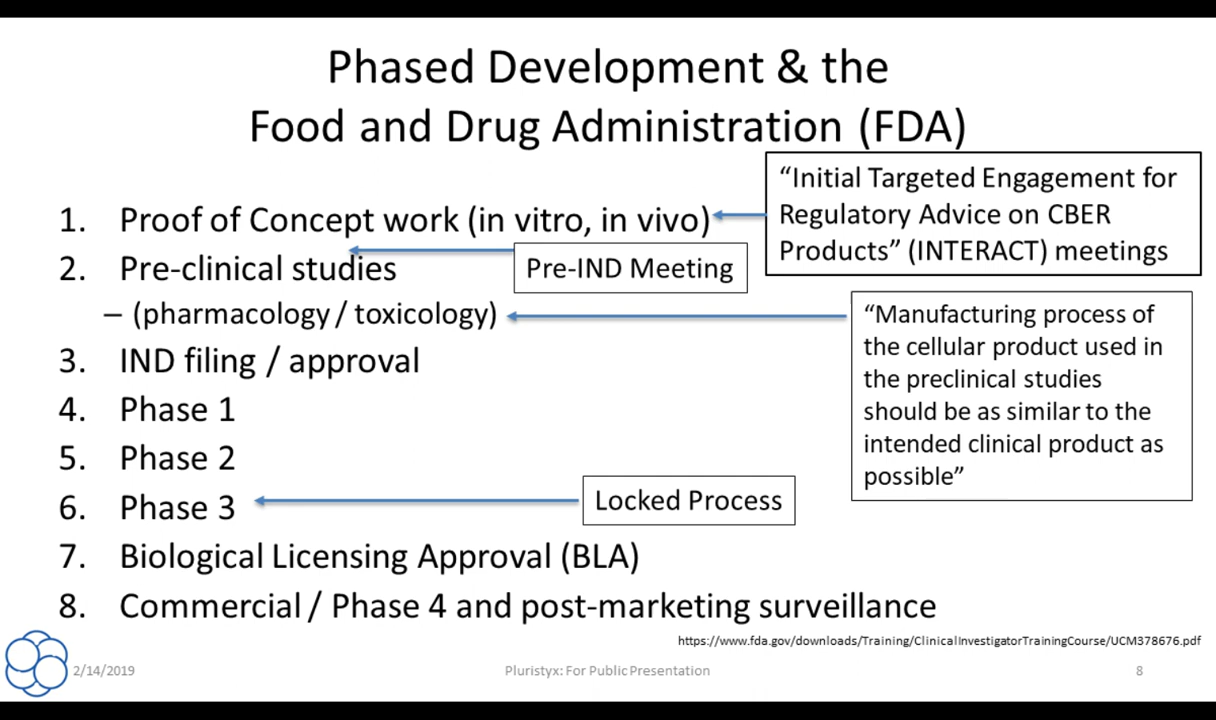 Phased Development & the
Food and Drug Administration (FDA)
1. Proof of Concept work (in vitro, in vivo)
"Initial Targeted Engagement for
Regulatory Advice on CBER
Products" (INTERACT) meetings
2. Pre-clinical studies
Pre-IND Meeting
– (pharmacology / toxicology)
"Manufacturing process of
the cellular product used in
the preclinical studies
should be as similar to the
intended clinical product as
possible"
3. IND filing / approval
4. Phase 1
5. Phase 2
6. Phase 3
Locked Process
7. Biological Licensing Approval (BLA)
8. Commercial / Phase 4 and post-marketing surveillance
https://www.fda.gov/downloads/Training/ClinicalInvestigatorTrainingCourse/UCM378676.pdf
2/14/2019
Pluristyx: For Public Presentation
8